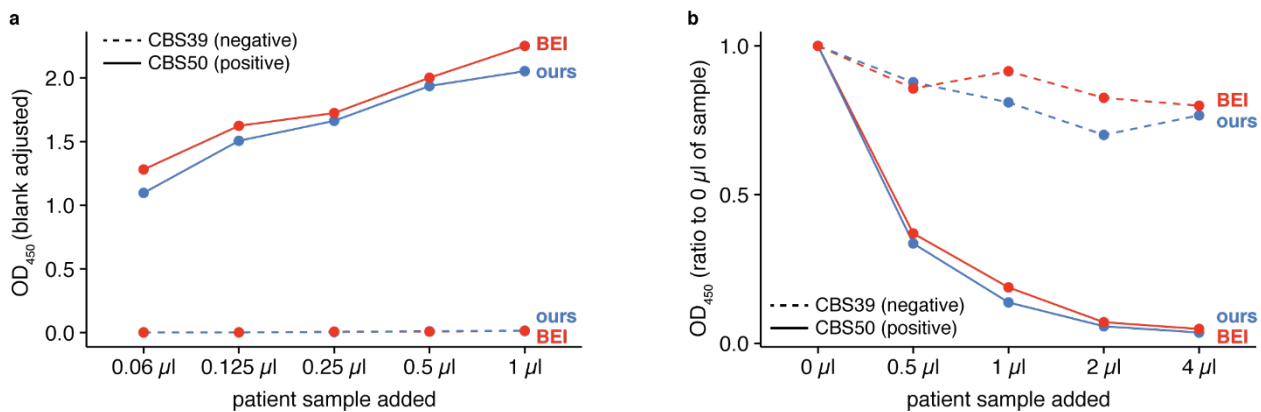 a
OD450 (blank adjusted)
2.0
1.5
1.0
0.5
0.0
CBS39 (negative)
CBS50 (positive)
BEI
ours
ours
BEI
0.06 µl
0.125 µl
0.25 µl
0.5 µl
1 µl
patient sample added
b
OD450 (ratio to 0 µl of sample)
1.0
0.5
0.0
BEI
ours
CBS39 (negative)
CBS50 (positive)
ours
BEI
0 µl
0.5 µl
1 µl
2 µl
4 µl
patient sample added